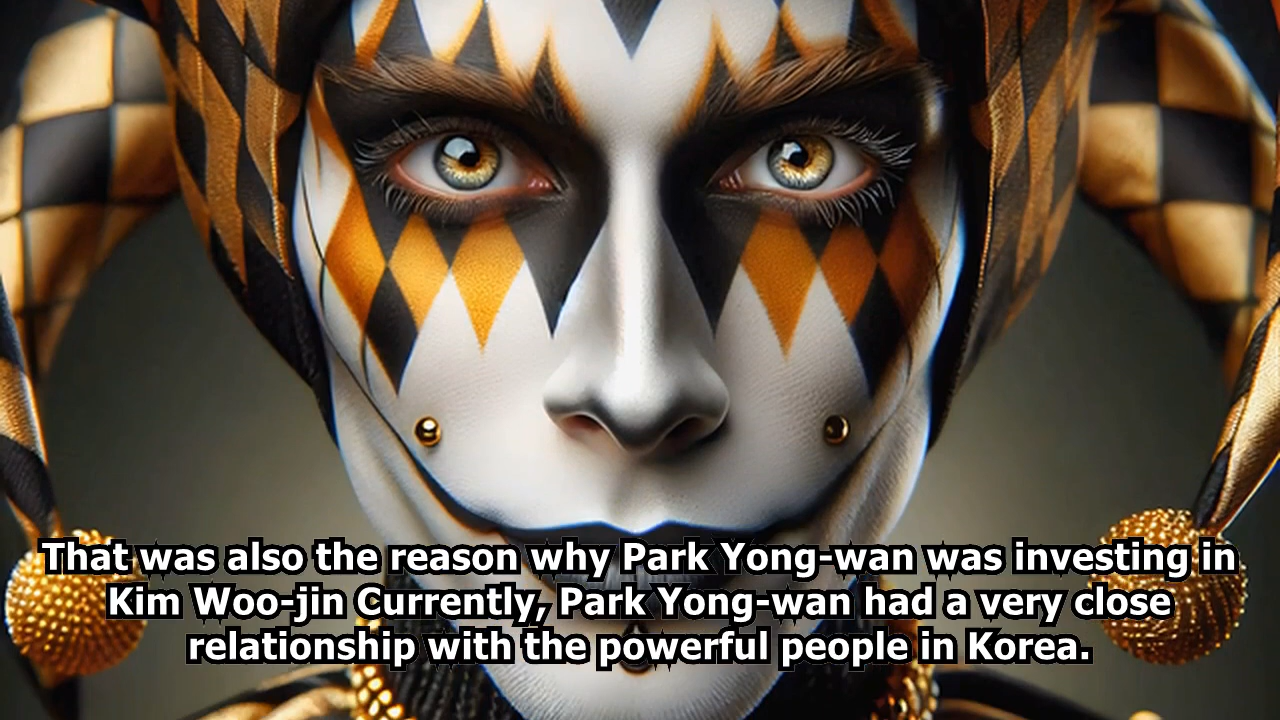 That was also the reason why Park Yong-wan was investing in
Kim Woo-jin Currently, Park Yong-wan had a very close
relationship with the powerful people in Korea.